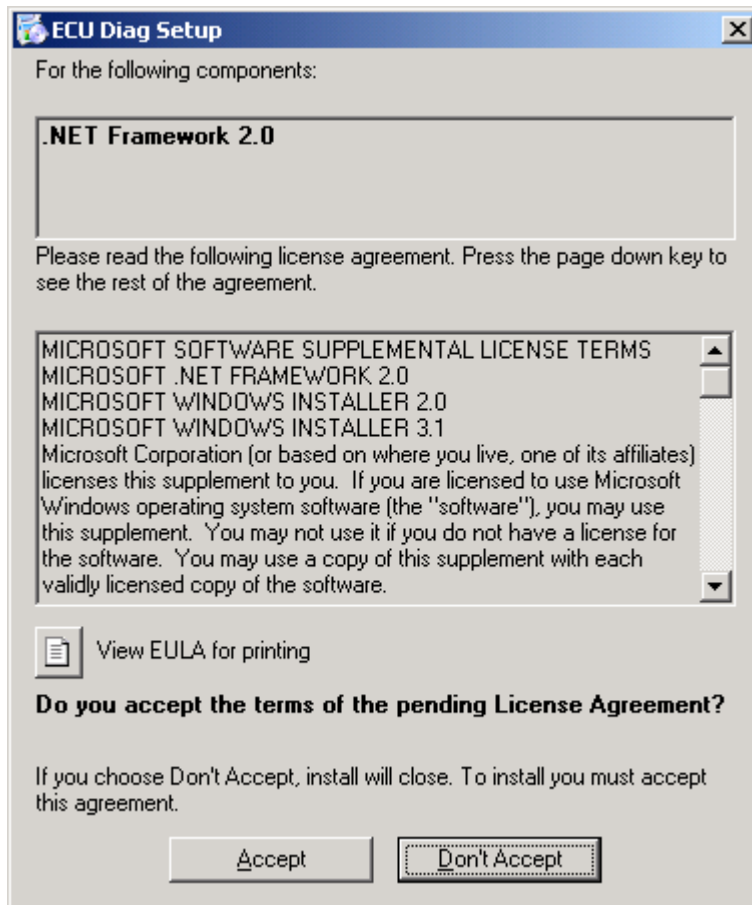 ECU Diag Setup
For the following components:
.NET Framework 2.0
Please read the following license agreement. Press the page down key to
see the rest of the agreement.
MICROSOFT SOFTWARE SUPPLEMENTAL LICENSE TERMS
MICROSOFT .NET FRAMEWORK 2.0
MICROSOFT WINDOWS INSTALLER 2.0
MICROSOFT WINDOWS INSTALLER 3.1
Microsoft Corporation (or based on where you live, one of its affiliates)
licenses this supplement to you.  If you are licensed to use Microsoft
Windows operating system software (the "software"), you may use
this supplement.  You may not use it if you do not have a license for
the software.  You may use a copy of this supplement with each
validly licensed copy of the software.
View EULA for printing
Do you accept the terms of the pending License Agreement?
If you choose Don't Accept, install will close. To install you must accept
this agreement.
Accept
Don't Accept